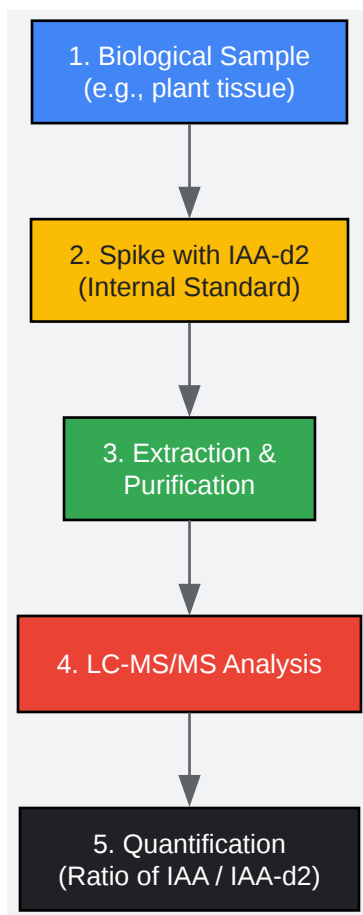 1. Biological Sample
(e.g., plant tissue)
2. Spike with IAA-d2
(Internal Standard)
3. Extraction &
Purification
4. LC-MS/MS Analysis
5. Quantification
(Ratio of IAA / IAA-d2)